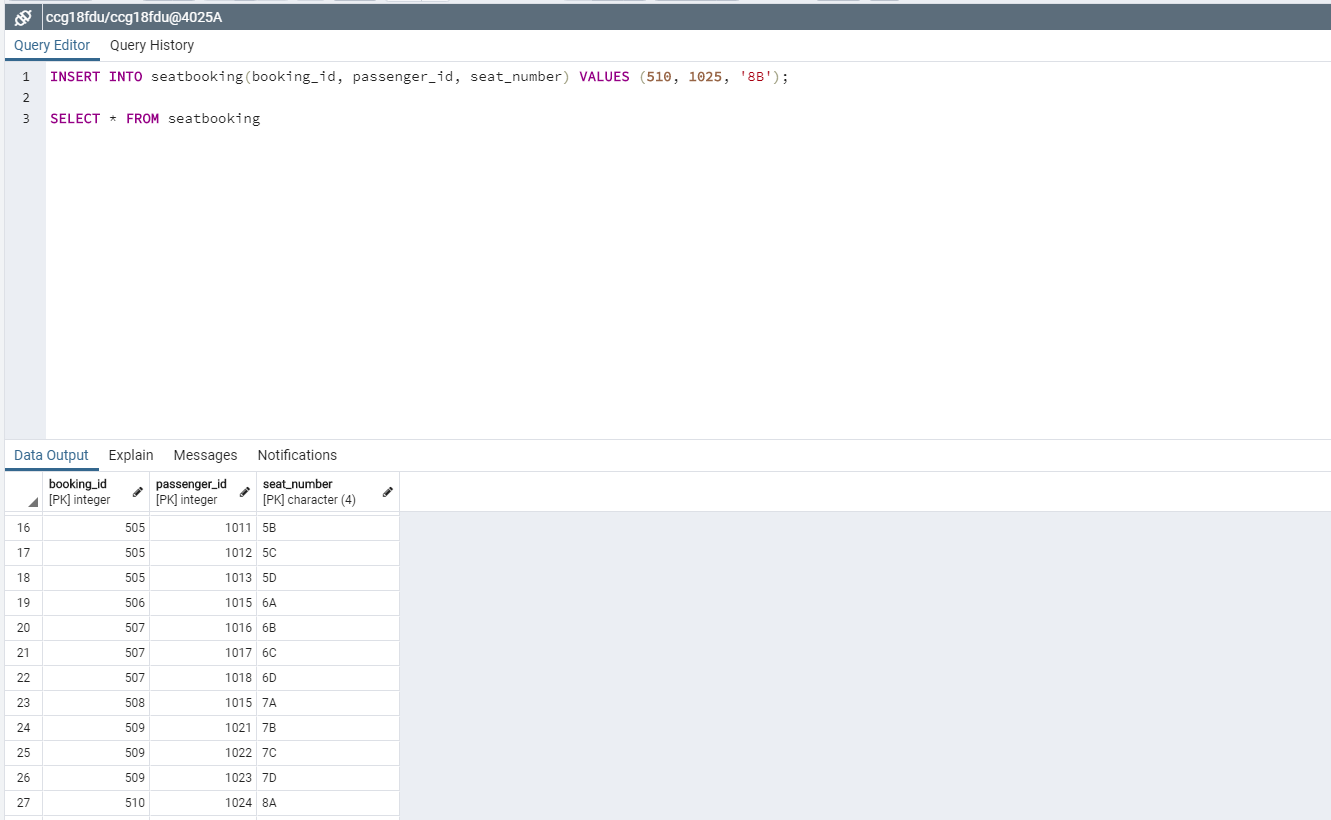 ccg18fdu/ccg18fdu@4025A
Query Editor Query History
1 INSERT INTO seatbooking(booking_id, passenger_id, seat_number) VALUES (510, 1025, '8B');
2
3 SELECT * FROM seatbooking
Data Output Explain Messages Notifications
booking_id passenger_id seat_number
[PK] integer [PK] integer [PK] character (4)
16 505 1011 5B
17 505 1012 5C
18 505 1013 5D
19 506 1015 6A
20 507 1016 6B
21 507 1017 6C
22 507 1018 6D
23 508 1015 7A
24 509 1021 7B
25 509 1022 7C
26 509 1023 7D
27 510 1024 8A